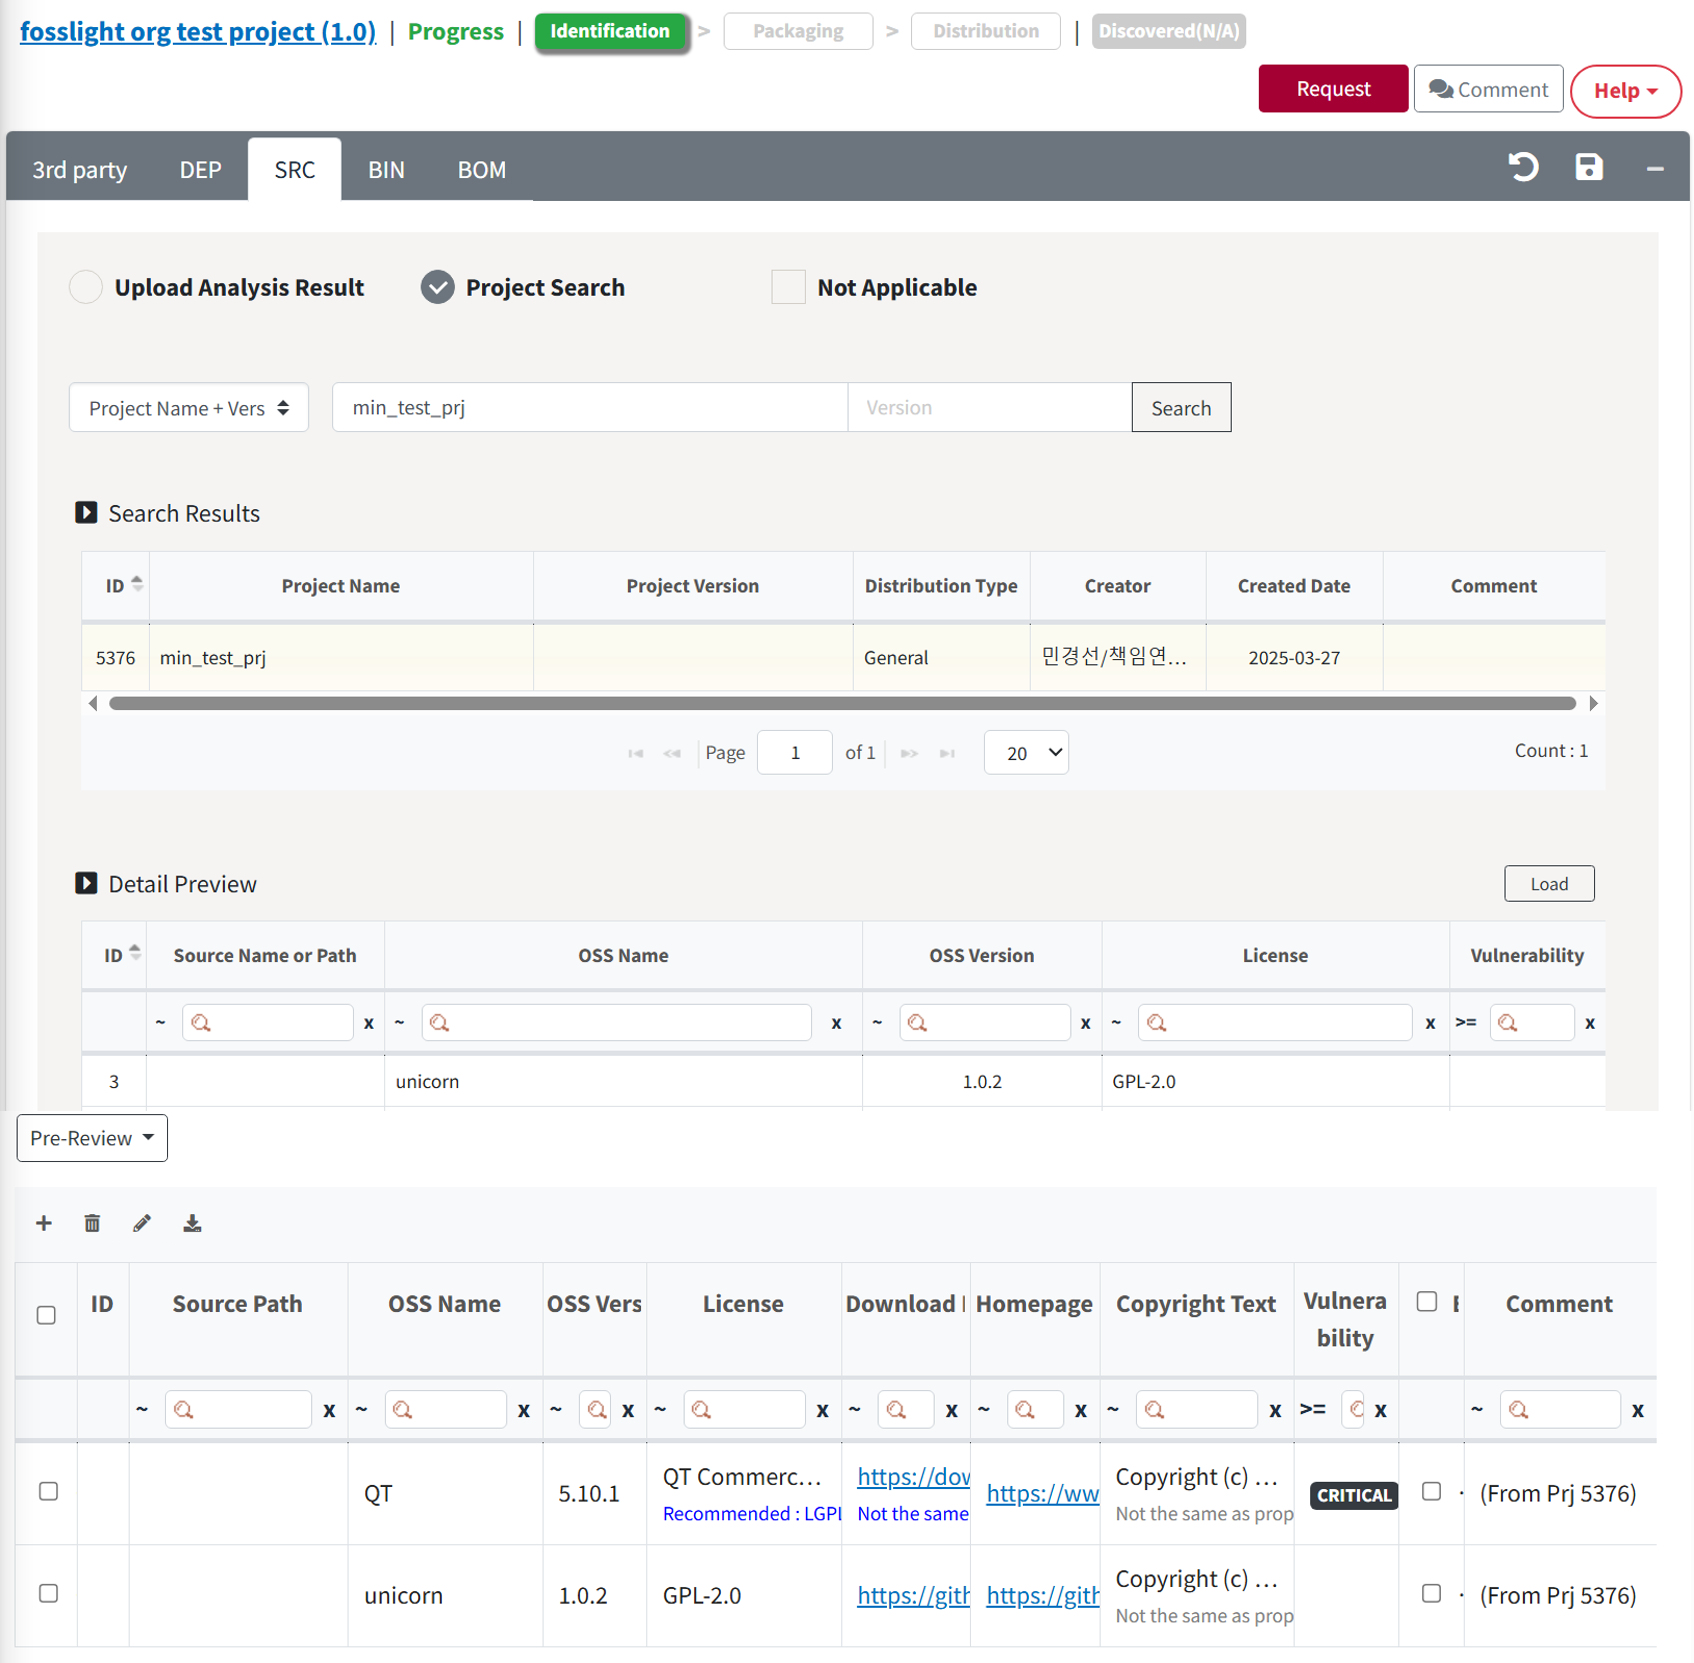 fosslight org test project (1.0) | Progress | Identification > Packaging > Distribution | Discovered(N/A)
Request Comment Help
3rd party DEP SRC BIN BOM
Upload Analysis Result Project Search Not Applicable
Project Name + Vers min_test_prj Version Search
Search Results
ID Project Name Project Version Distribution Type Creator Created Date Comment
5376 min_test_prj General 민경선/책임연... 2025-03-27
Page 1 of 1 20 Count : 1
Detail Preview Load
ID Source Name or Path OSS Name OSS Version License Vulnerability
~ x ~ x ~ x ~ x >= x
3 unicorn 1.0.2 GPL-2.0
Pre-Review
ID Source Path OSS Name OSS Vers License Download Homepage Copyright Text Vulnera Comment
bility
~ x ~ x ~ x ~ x ~ x ~ x ~ x >= x ~ x
QT 5.10.1 QT Commerc... https://dow https://ww Copyright (c) ... CRITICAL (From Prj 5376)
Recommended : LGPL Not the same Not the same as prop
unicorn 1.0.2 GPL-2.0 https://gith https://gith Copyright (c) ... (From Prj 5376)
Not the same as prop